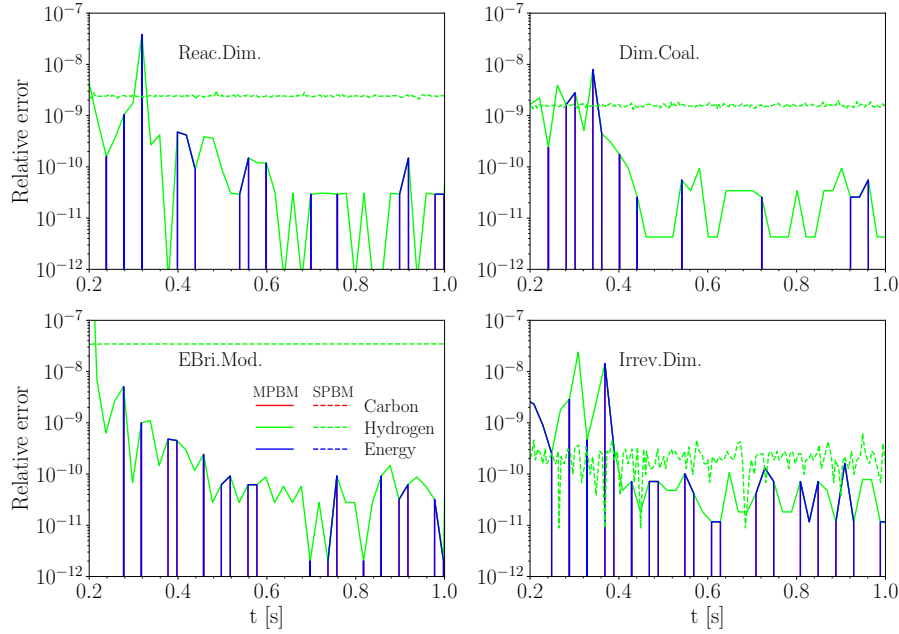 Relative error
10⁻⁷
10⁻⁸
10⁻⁹
10⁻¹⁰
10⁻¹¹
10⁻¹²
0.2 0.4 0.6 0.8 1.0
Reac.Dim.
10⁻⁷
10⁻⁸
10⁻⁹
10⁻¹⁰
10⁻¹¹
10⁻¹²
0.2 0.4 0.6 0.8 1.0
Dim.Coal.
Relative error
10⁻⁷
10⁻⁸
10⁻⁹
10⁻¹⁰
10⁻¹¹
10⁻¹²
0.2 0.4 0.6 0.8 1.0
t [s]
EBri.Mod.
MPBM SPBM
Carbon
Hydrogen
Energy
10⁻⁷
10⁻⁸
10⁻⁹
10⁻¹⁰
10⁻¹¹
10⁻¹²
0.2 0.4 0.6 0.8 1.0
t [s]
Irrev.Dim.